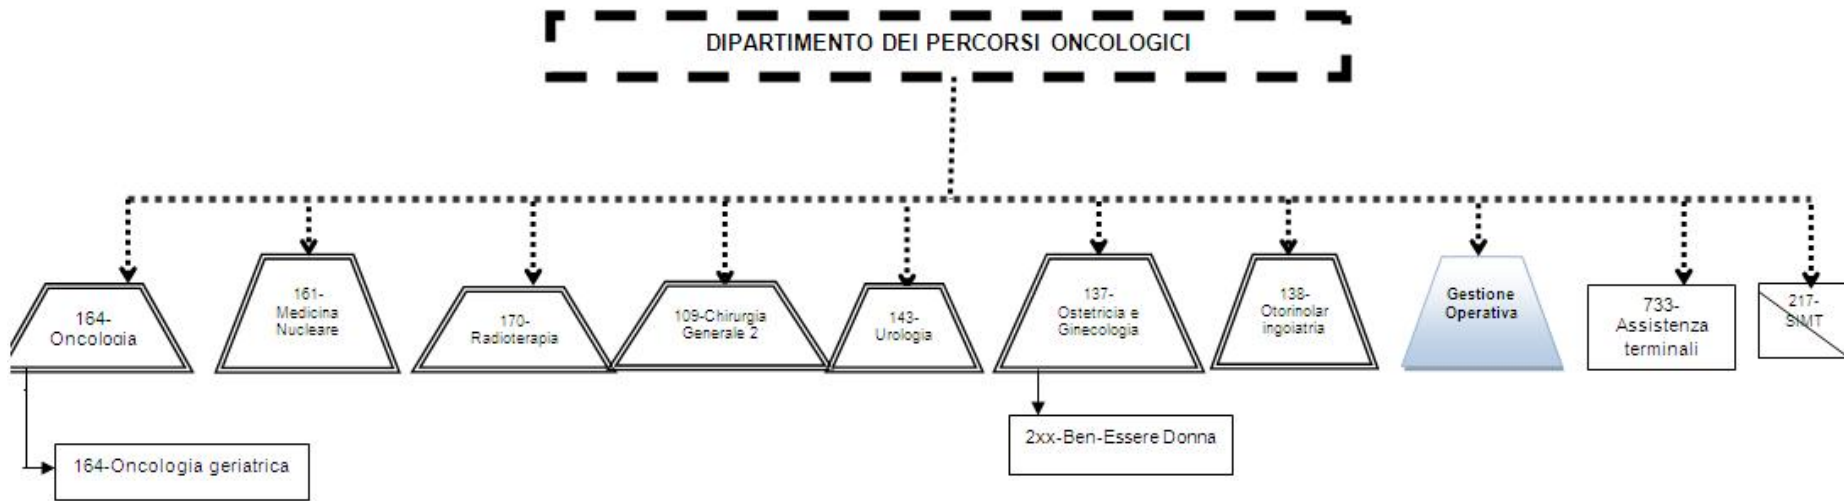 DIPARTIMENTO DEI PERCORSI ONCOLOGICI
164-
Oncologia
161-
Medicina
Nucleare
170-
Radioterapia
109-Chirurgia
Generale 2
143-
Urologia
137-
Ostetricia e
Ginecologia
138-
Otorinolar
ingoiatria
Gestione
Operativa
733-
Assistenza
terminali
217-
SIMT
164-Oncologia geriatrica
2xx-Ben-Essere Donna